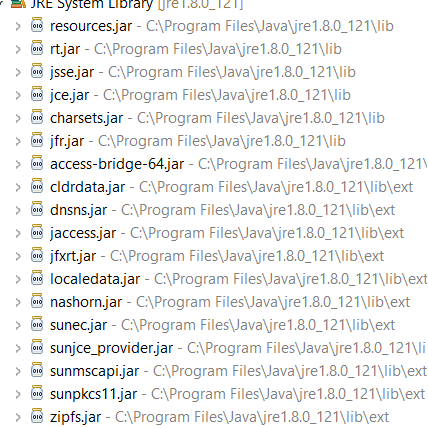 JRE System Library [jre1.8.0_121]
resources.jar - C:\Program Files\Java\jre1.8.0_121\lib
rt.jar - C:\Program Files\Java\jre1.8.0_121\lib
jsse.jar - C:\Program Files\Java\jre1.8.0_121\lib
jce.jar - C:\Program Files\Java\jre1.8.0_121\lib
charsets.jar - C:\Program Files\Java\jre1.8.0_121\lib
jfr.jar - C:\Program Files\Java\jre1.8.0_121\lib
access-bridge-64.jar - C:\Program Files\Java\jre1.8.0_121\
cldrdata.jar - C:\Program Files\Java\jre1.8.0_121\lib\ext
dnsns.jar - C:\Program Files\Java\jre1.8.0_121\lib\ext
jaccess.jar - C:\Program Files\Java\jre1.8.0_121\lib\ext
jfxrt.jar - C:\Program Files\Java\jre1.8.0_121\lib\ext
localedata.jar - C:\Program Files\Java\jre1.8.0_121\lib\ext
nashorn.jar - C:\Program Files\Java\jre1.8.0_121\lib\ext
sunec.jar - C:\Program Files\Java\jre1.8.0_121\lib\ext
sunjce_provider.jar - C:\Program Files\Java\jre1.8.0_121\li
sunmscapi.jar - C:\Program Files\Java\jre1.8.0_121\lib\ext
sunpkcs11.jar - C:\Program Files\Java\jre1.8.0_121\lib\ext
zipfs.jar - C:\Program Files\Java\jre1.8.0_121\lib\ext